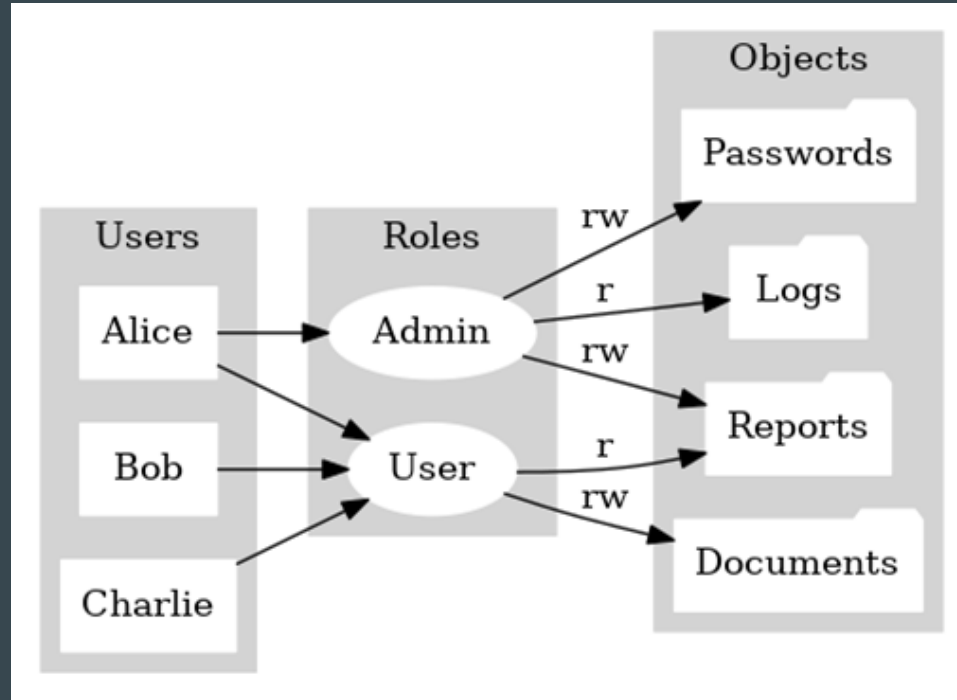 Users
Alice
Bob
Charlie
Roles
Admin
User
rw
r
rw
r
rw
Objects
Passwords
Logs
Reports
Documents